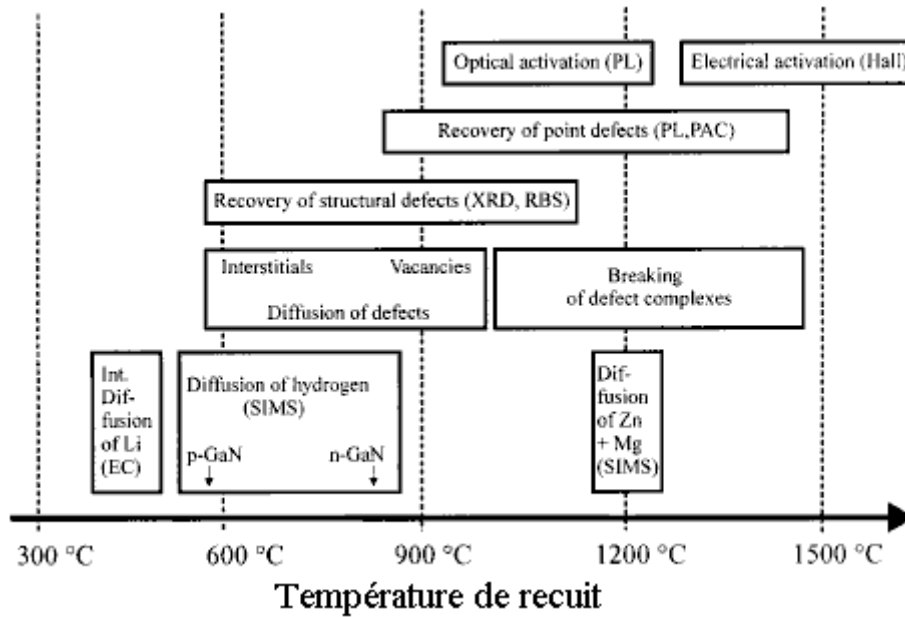 Optical activation (PL)
Electrical activation (Hall)
Recovery of point defects (PL,PAC)
Recovery of structural defects (XRD, RBS)
Interstitials
Vacancies
Diffusion of defects
Breaking
of defect complexes
Int.
Dif-
fusion
of Li
(EC)
Diffusion of hydrogen
(SIMS)
p-GaN
n-GaN
Dif-
fusion
of Zn
+ Mg
(SIMS)
300 °C
600 °C
900 °C
1200 °C
1500 °C
Température de recuit